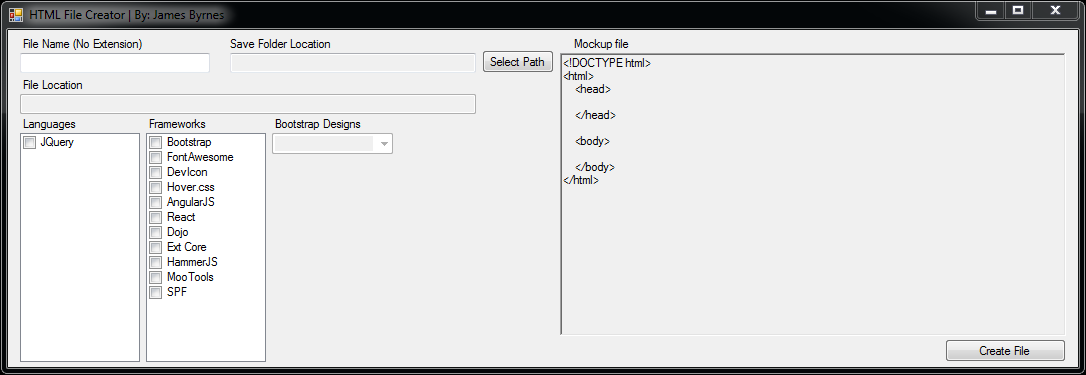 HTML File Creator | By: James Byrnes
File Name (No Extension)
Save Folder Location
Select Path
File Location
Languages
JQuery
Frameworks
Bootstrap
FontAwesome
DevIcon
Hover.css
AngularJS
React
Dojo
Ext Core
HammerJS
MooTools
SPF
Bootstrap Designs
Mockup file
<!DOCTYPE html>
<html>
<head>
</head>
<body>
</body>
</html>
Create File